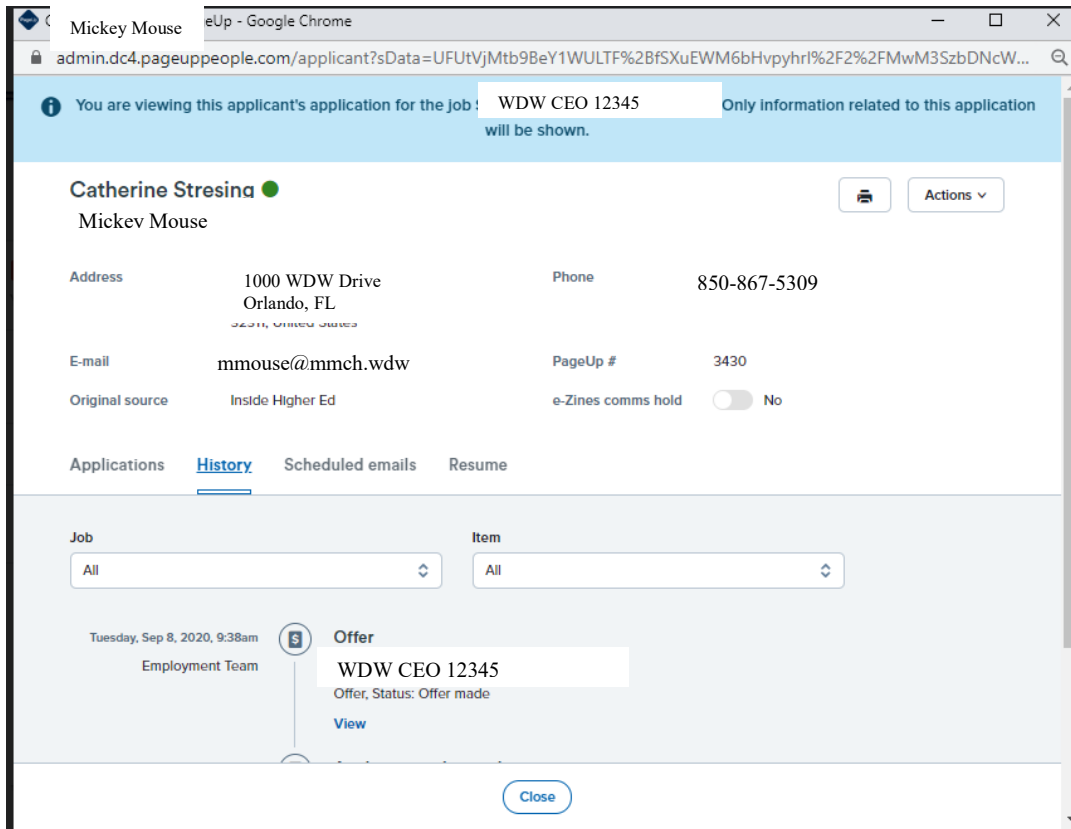 Mickey Mouse eUp - Google Chrome
admin.dc4.pageuppeople.com/applicant?sData=UFUtVjMtb9BeY1WULTF%2BfSXuEWM6bHvpyhrI%2F2%2FMwM3SzbDNcW...
You are viewing this applicant's application for the job WDW CEO 12345 Only information related to this application
will be shown.
Catherine Stresing
Mickey Mouse
Actions
Address
1000 WDW Drive
Orlando, FL
United States
Phone
850-867-5309
E-mail
mmouse@mmch.wdw
PageUp #
3430
Original source
Inside Higher Ed
e-Zines comms hold
No
Applications History Scheduled emails Resume
Job
All
Item
All
Tuesday, Sep 8, 2020, 9:38am
Employment Team
Offer
WDW CEO 12345
Offer, Status: Offer made
View
Close